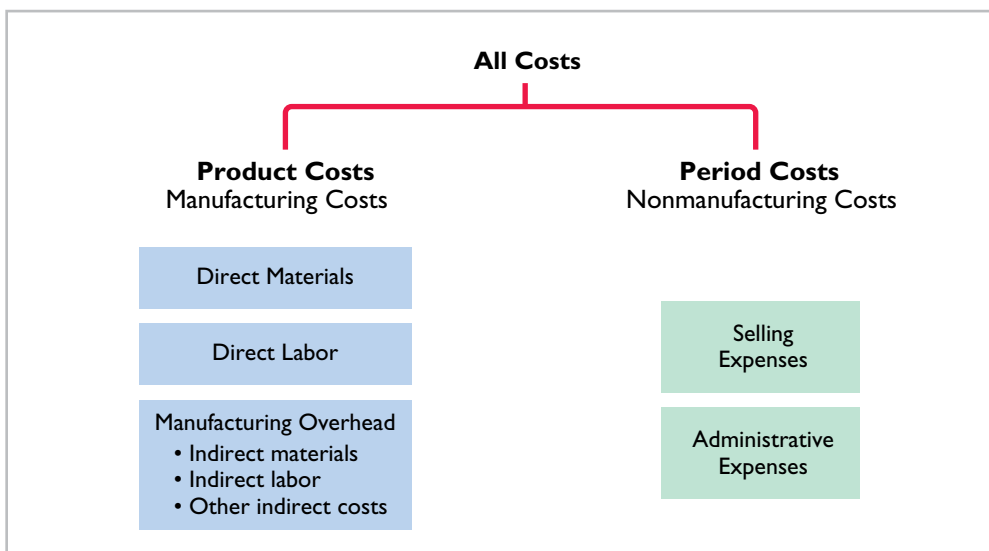 All Costs
Product Costs
Manufacturing Costs
Direct Materials
Direct Labor
Manufacturing Overhead
• Indirect materials
• Indirect labor
• Other indirect costs
Period Costs
Nonmanufacturing Costs
Selling
Expenses
Administrative
Expenses